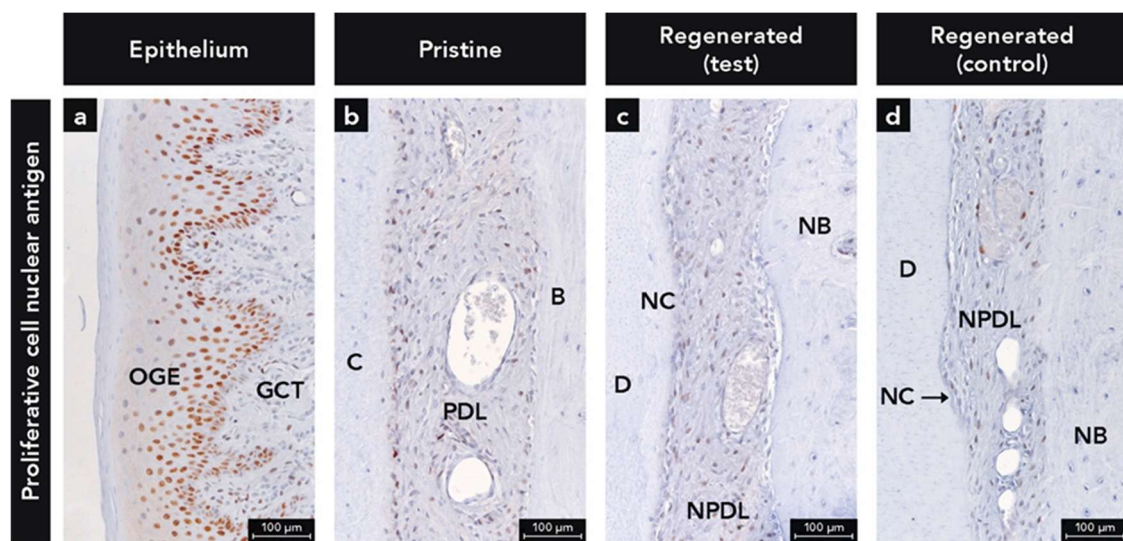 Epithelium
Pristine
Regenerated
(test)
Regenerated
(control)
Proliferative cell nuclear antigen
a
OGE
GCT
100 µm
b
B
C
PDL
100 µm
c
NB
NC
D
NPDL
100 µm
d
D
NPDL
NC
NB
100 µm